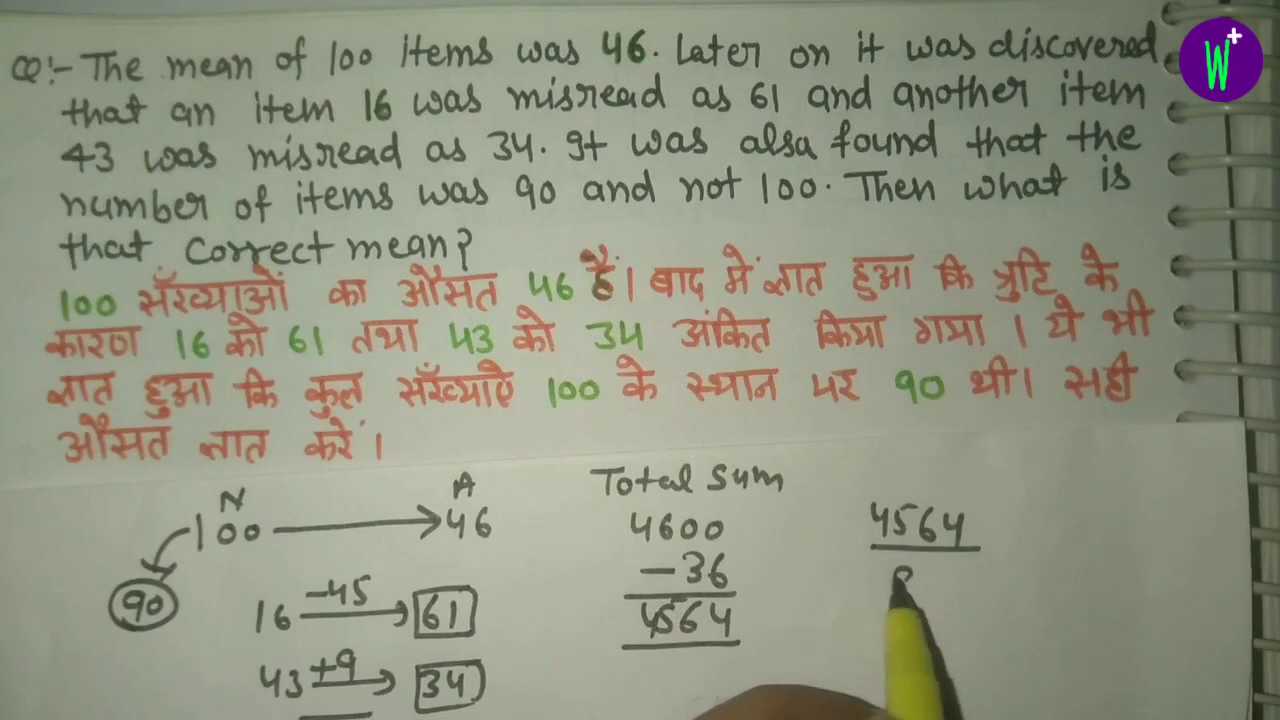 Q:- The mean of 100 items was 46. Later on it was discovered
that an item 16 was misread as 61 and another item
43 was misread as 34. It was alsa found that the
number of items was 90 and not 100. Then what is
that correct mean?
100 सँख्याओं का औसत 46 है। बाद में ज्ञात हुआ कि त्रुटि के
कारण 16 को 61 तथा 43 को 34 अंकित किया गया। ये भी
ज्ञात हुआ कि कुल सँख्याऐ 100 के स्थान पर 90 थी। सही
औसत ज्ञात करें।
N A Total Sum
100 → 46 4600 4564
90 -36
16 -45 → 61 4564
43 +9 → 34
W+